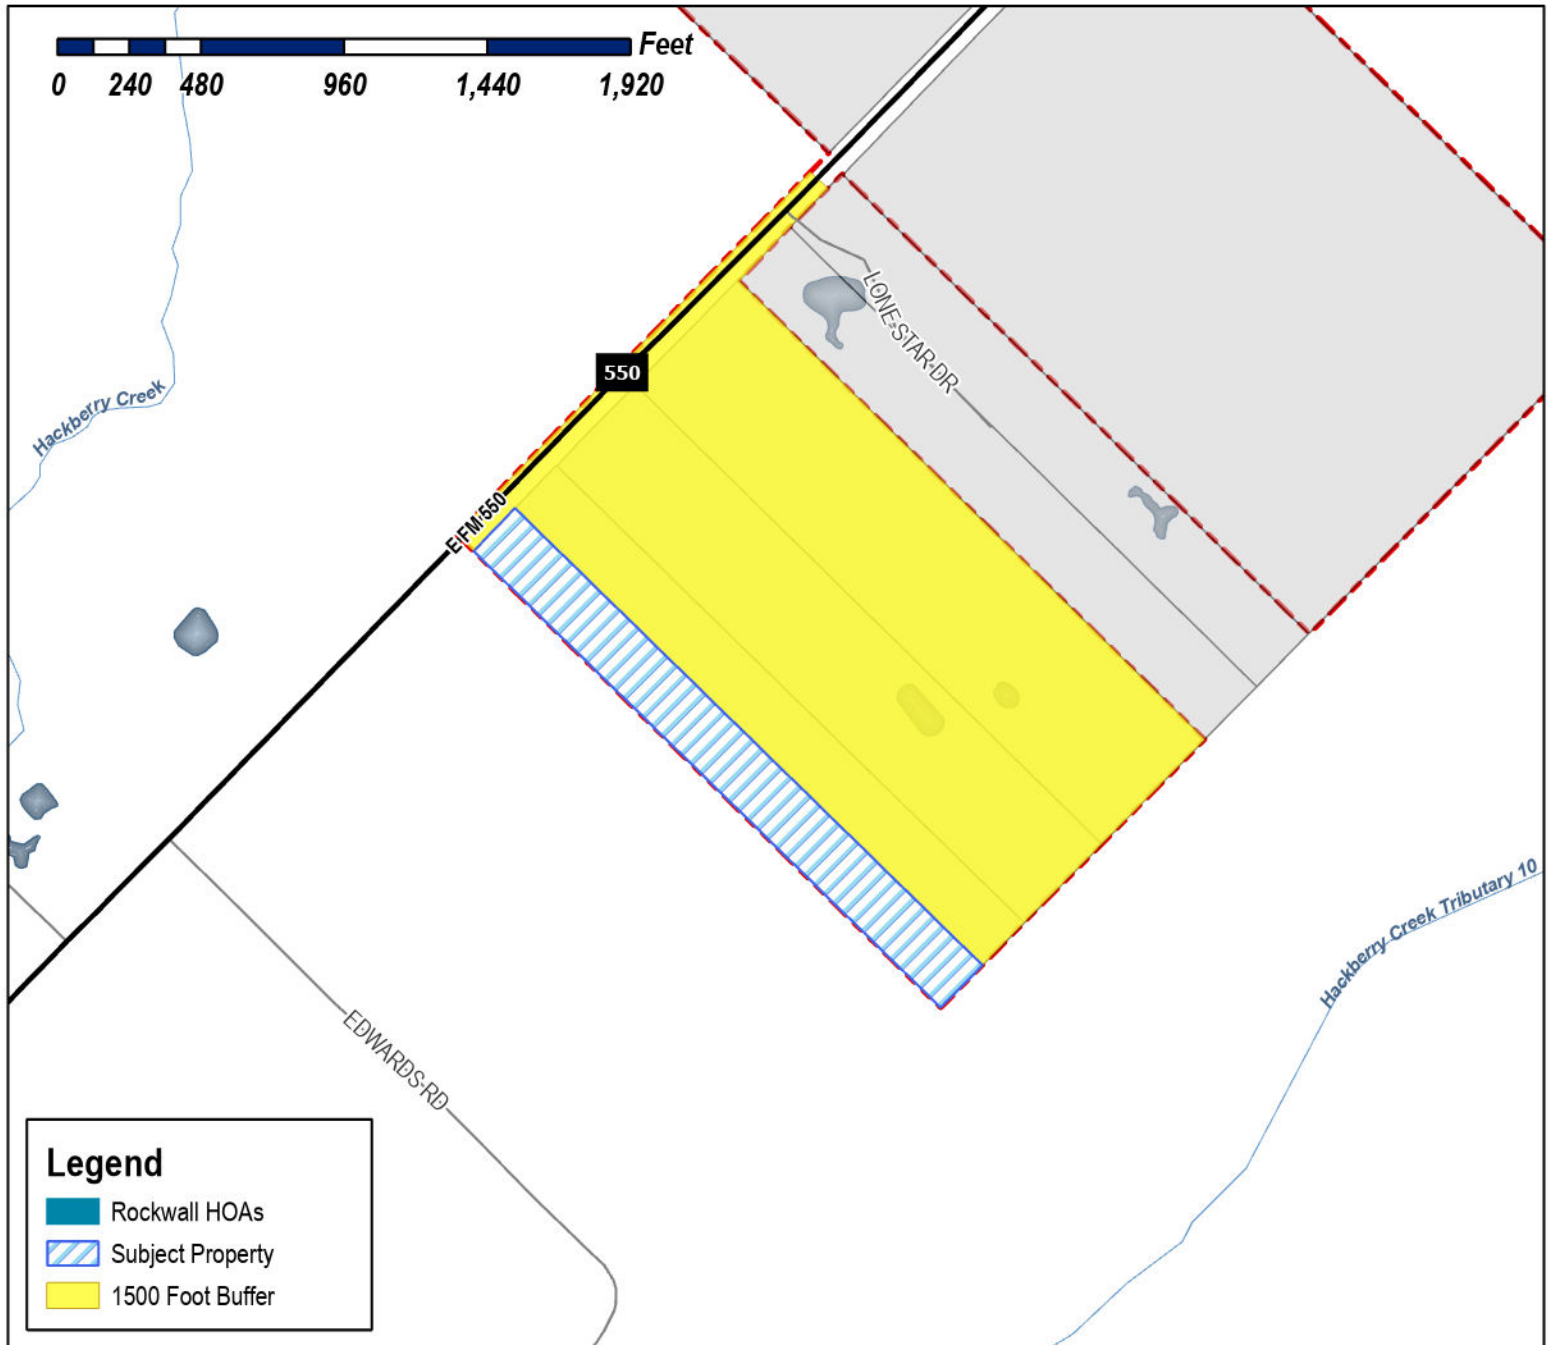 Feet
0 240 480 960 1,440 1,920
LONE STAR DR
550
Hackberry Creek
E FM 550
Hackberry Creek Tributary 10
EDWARDS RD
Legend
Rockwall HOAs
Subject Property
1500 Foot Buffer